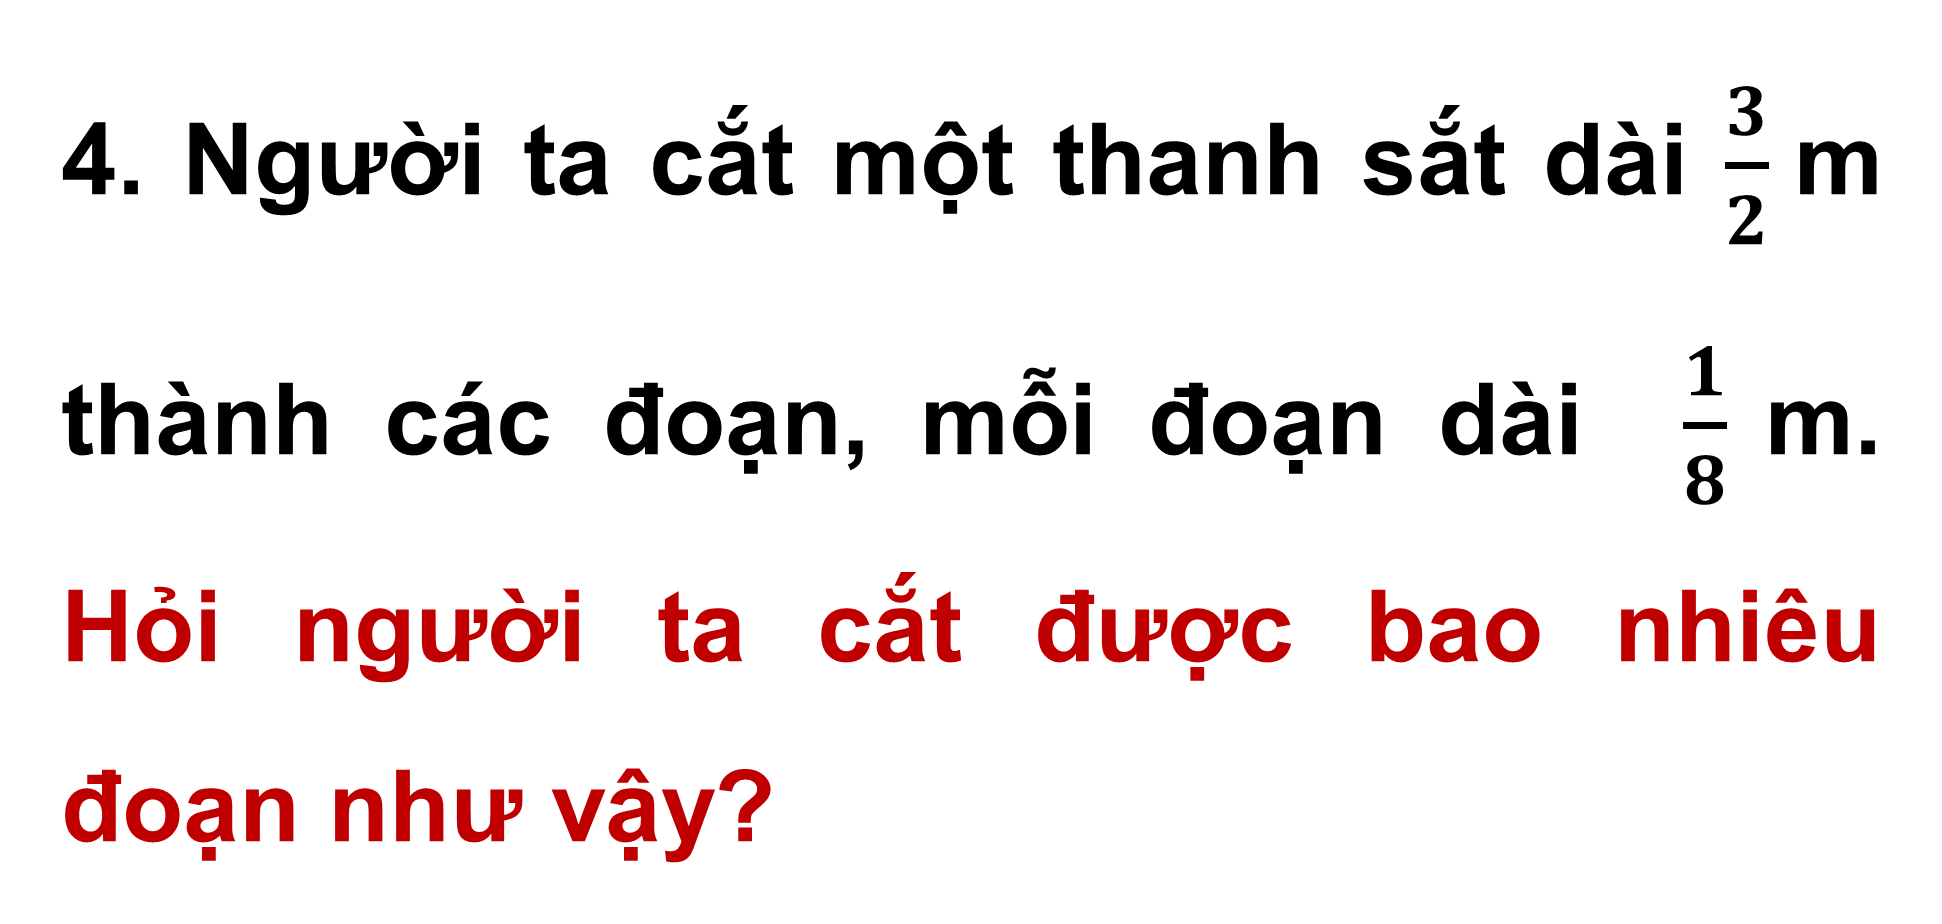 4. Người ta cắt một thanh sắt dài 3/2 m
thành các đoạn, mỗi đoạn dài 1/8 m.
Hỏi người ta cắt được bao nhiêu
đoạn như vậy?